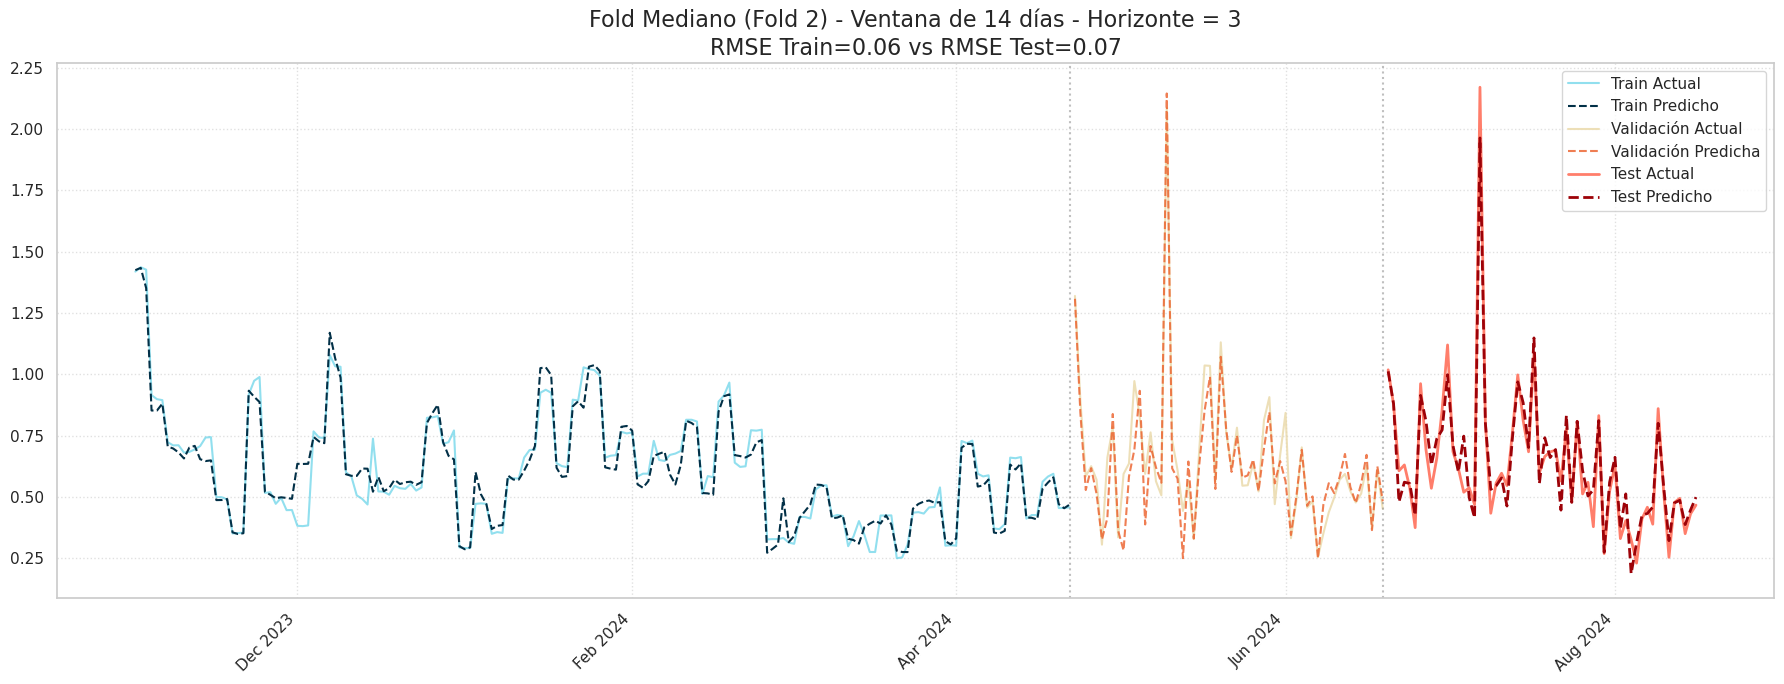 Fold Mediano (Fold 2) - Ventana de 14 días - Horizonte = 3
RMSE Train=0.06 vs RMSE Test=0.07
2.25
2.00
1.75
1.50
1.25
1.00
0.75
0.50
0.25
Train Actual
Train Predicho
Validación Actual
Validación Predicha
Test Actual
Test Predicho
Dec 2023
Feb 2024
Apr 2024
Jun 2024
Aug 2024